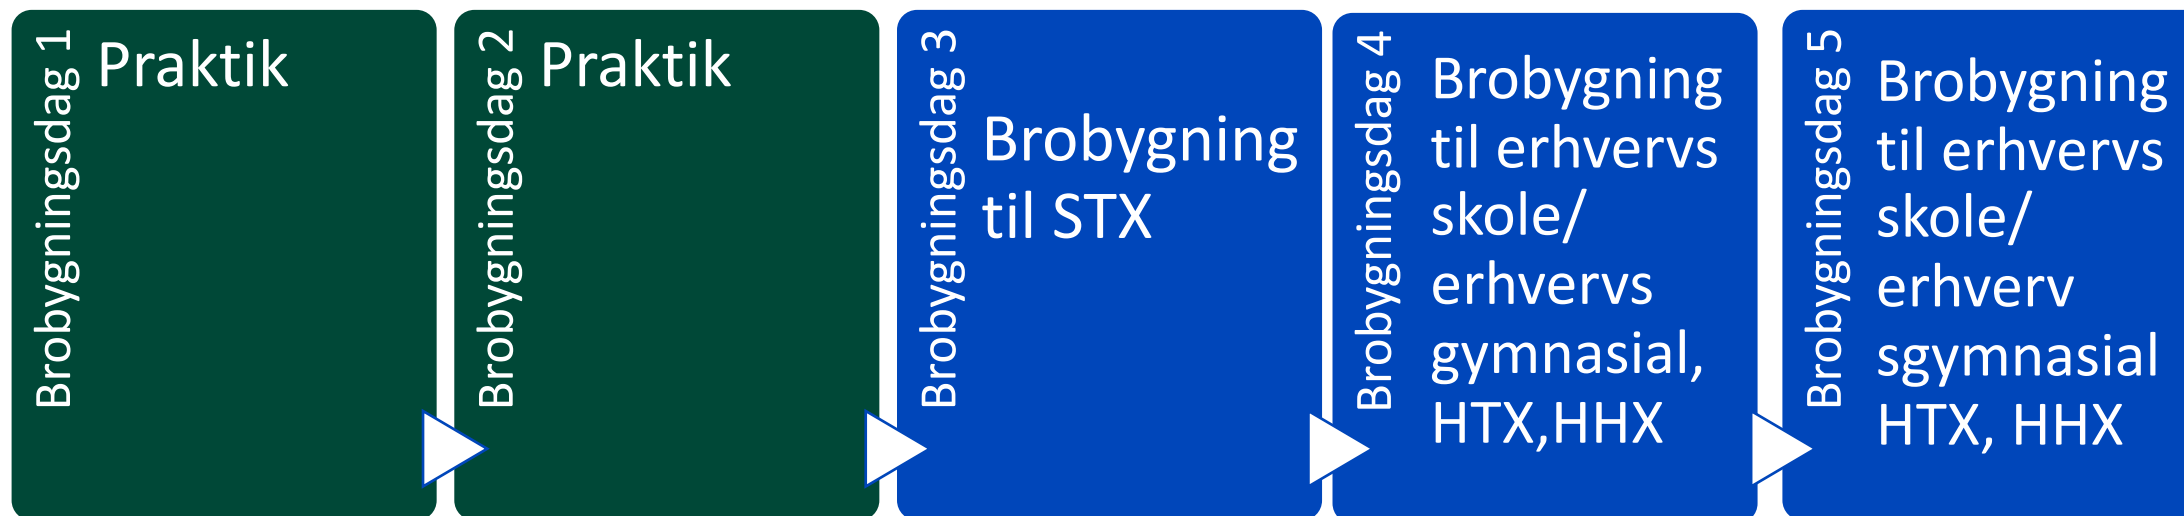 Brobygningsdag 1
Praktik
Brobygningsdag 2
Praktik
Brobygningsdag 3
Brobygning
til STX
Brobygningsdag 4
Brobygning
til erhvervs
skole/
erhvervs
gymnasial,
HTX,HHX
Brobygningsdag 5
Brobygning
til erhvervs
skole/
erhverv
sgymnasial
HTX, HHX